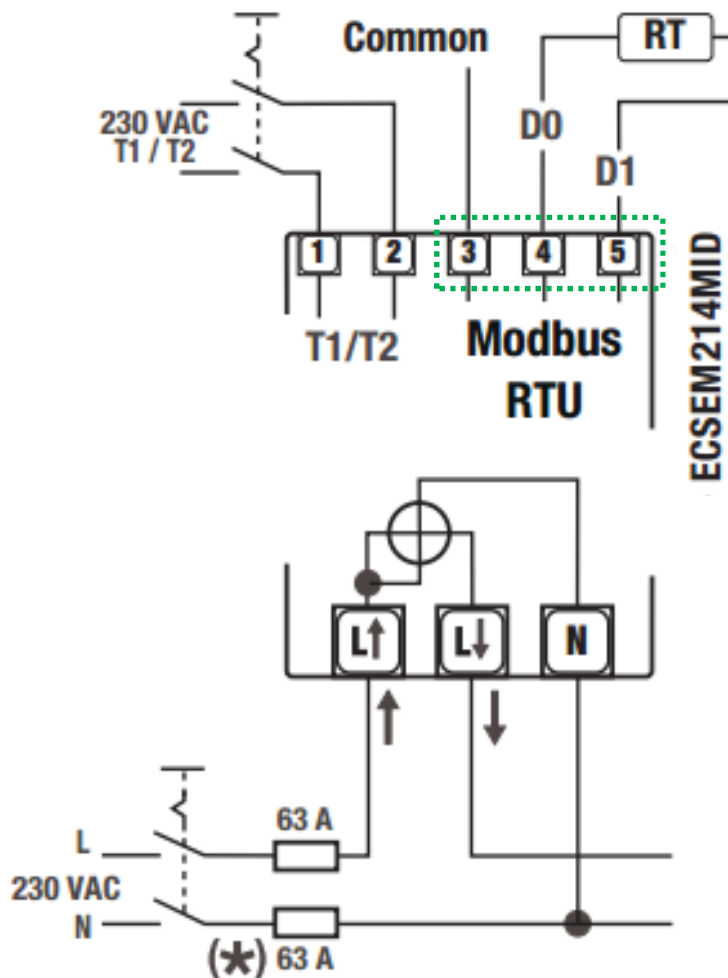 Common
RT
230 VAC
T1 / T2
D0
D1
1 2 3 4 5
T1/T2
Modbus
RTU
ECSEM214MID
L↑ L↓ N
63 A
L
230 VAC
N
(*) 63 A